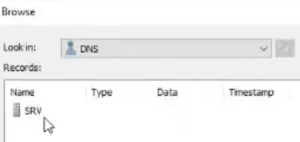 Browse
Look in: DNS
Records:
Name Type Data Timestamp
SRV